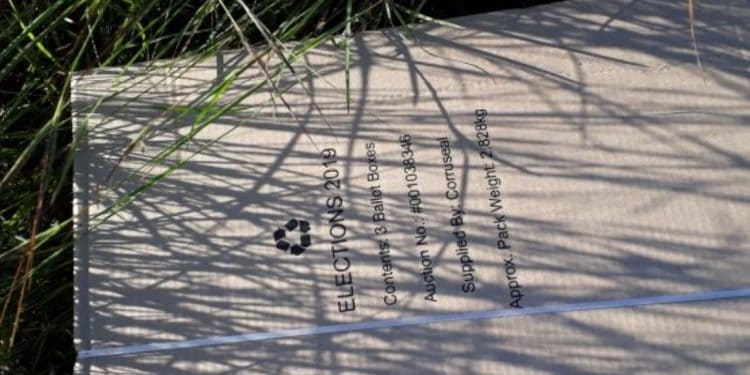 ELECTIONS 2019
Contents: 3 Ballot Boxes
Auction No.: #001038346
Supplied By: Corruseal
Approx. Pack Weight: 2.828kg